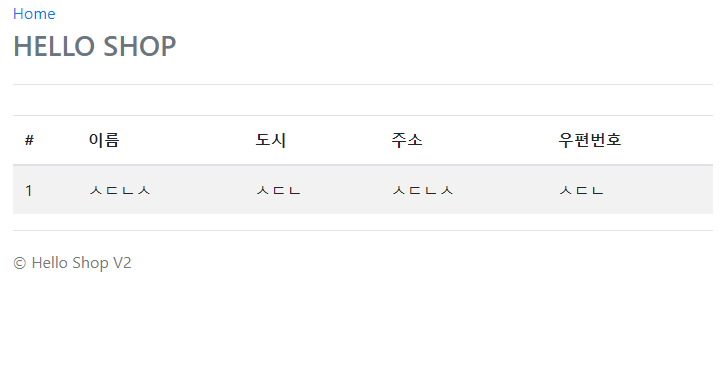 Home
HELLO SHOP
# 이름 도시 주소 우편번호
1 ㅅㄷㄴㅅ ㅅㄷㄴ ㅅㄷㄴㅅ ㅅㄷㄴ
© Hello Shop V2